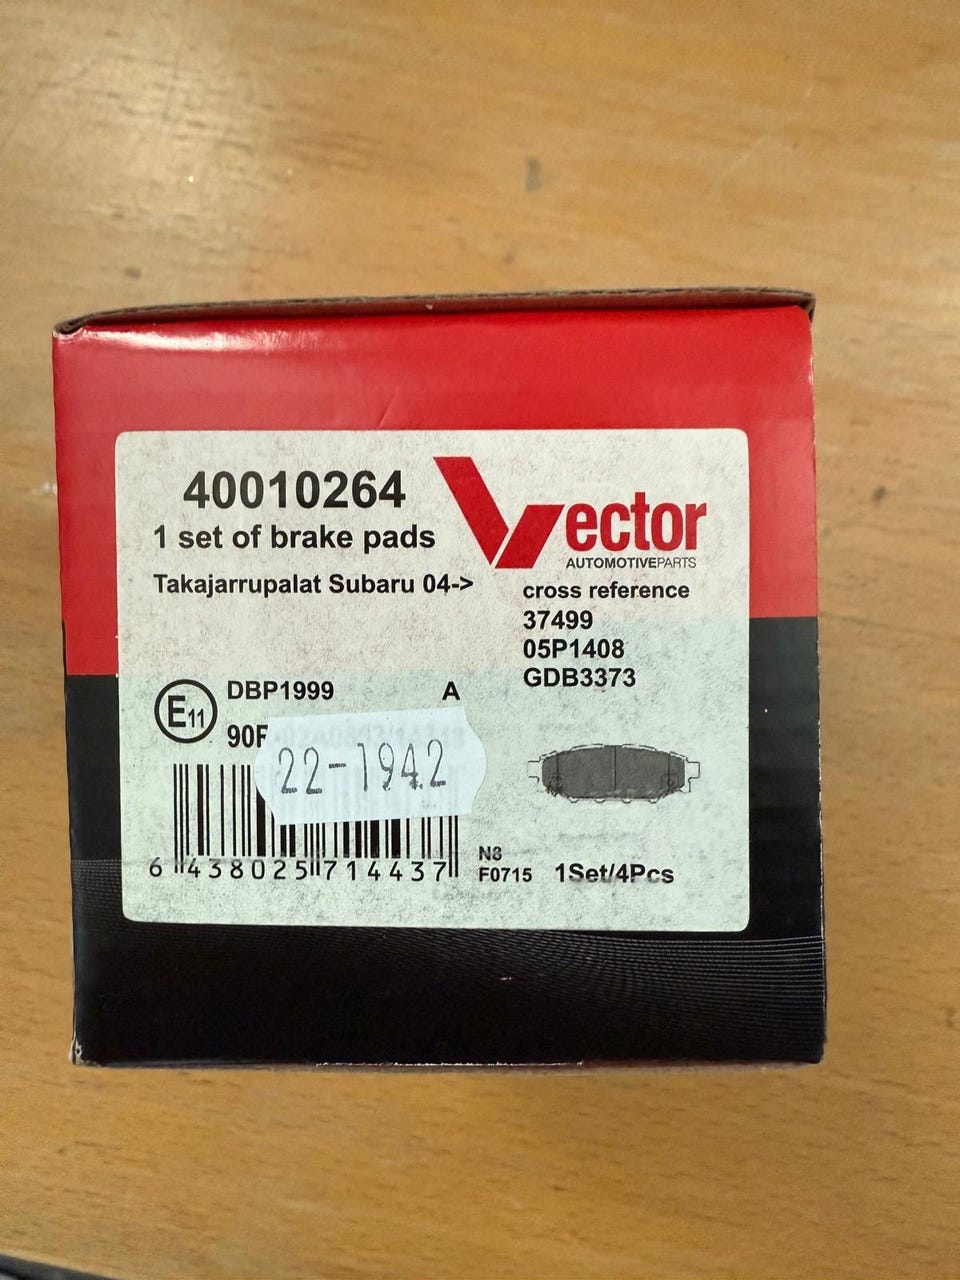 40010264
1 set of brake pads
Takajarrupalat Subaru 04->
Vector
AUTOMOTIVEPARTS
cross reference
37499
05P1408
GDB3373
E11
DBP1999 A
90R
22-1942
6 438025 714437
N8
F0715 1Set/4Pcs